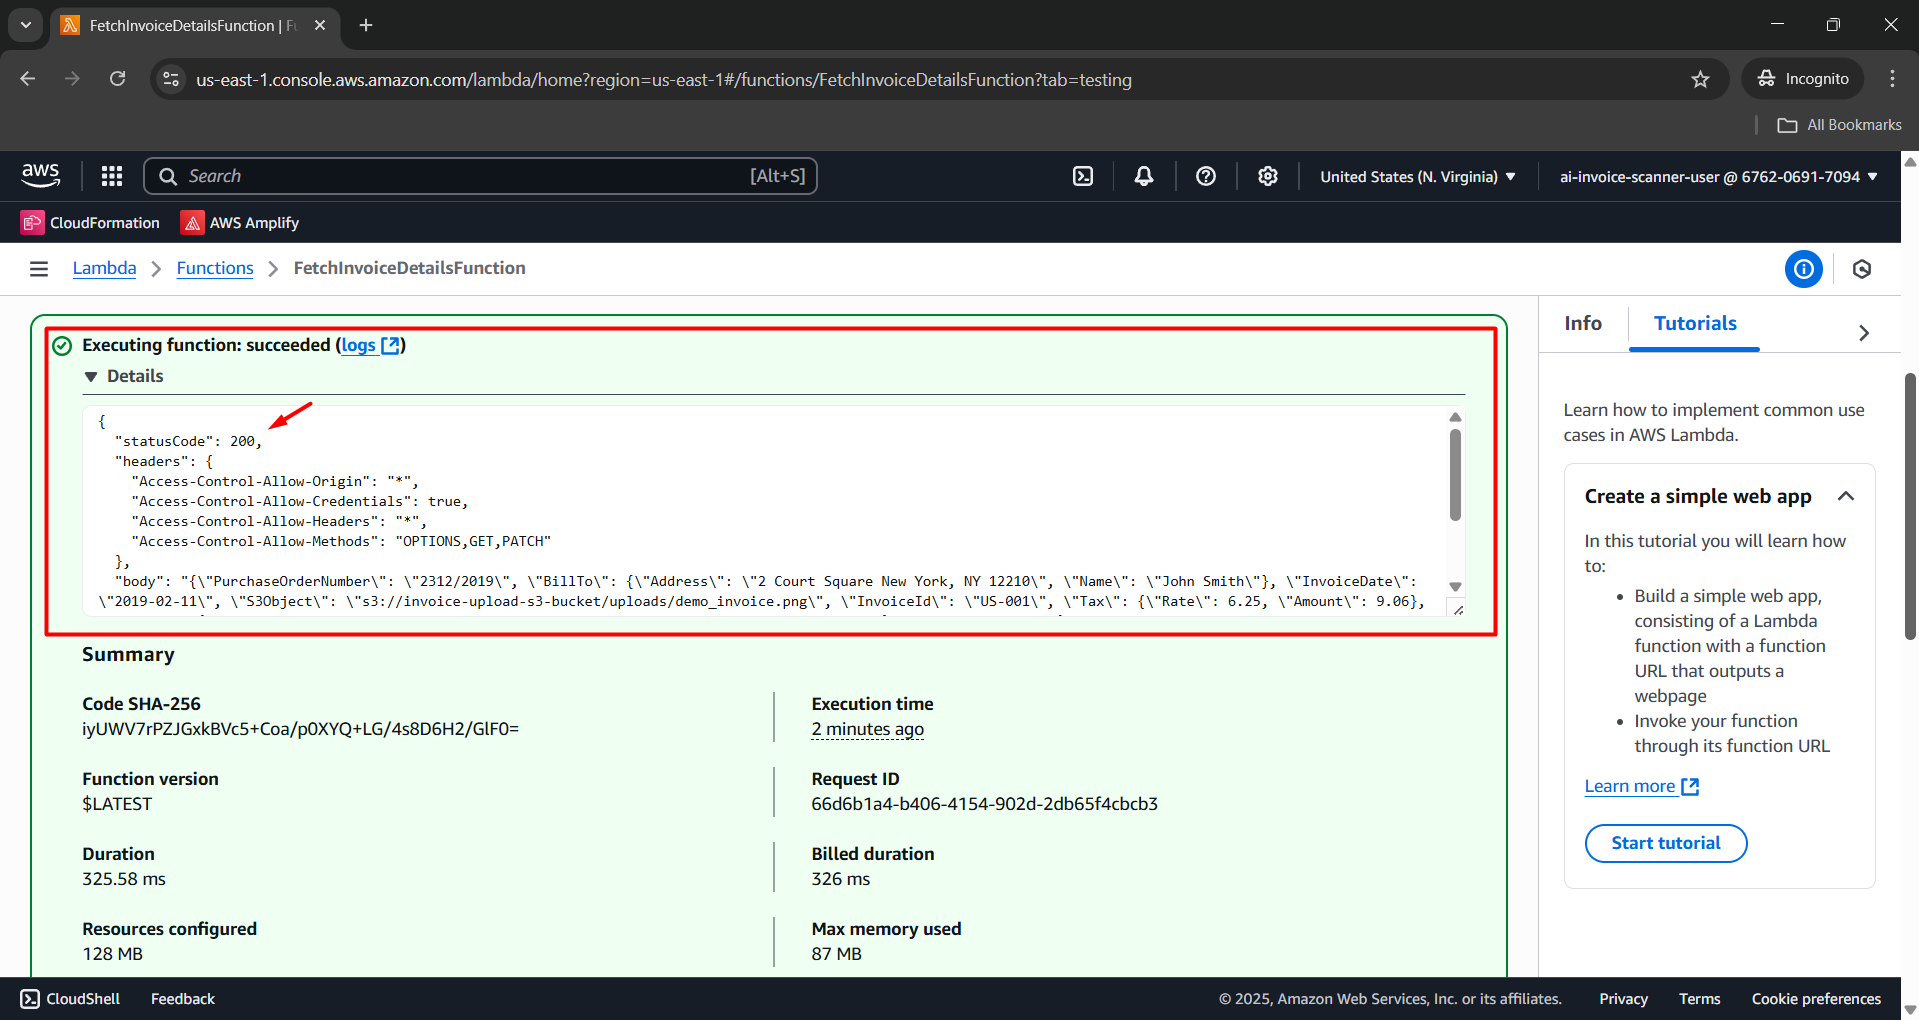 FetchInvoiceDetailsFunction | Fu
us-east-1.console.aws.amazon.com/lambda/home?region=us-east-1#/functions/FetchInvoiceDetailsFunction?tab=testing
Incognito
All Bookmarks
aws
Search
[Alt+S]
United States (N. Virginia)
ai-invoice-scanner-user @ 6762-0691-7094
CloudFormation
AWS Amplify
Lambda
Functions
FetchInvoiceDetailsFunction
Executing function: succeeded (logs)
Details
{
"statusCode": 200,
"headers": {
"Access-Control-Allow-Origin": "*",
"Access-Control-Allow-Credentials": true,
"Access-Control-Allow-Headers": "*",
"Access-Control-Allow-Methods": "OPTIONS,GET,PATCH"
},
"body": "{\"PurchaseOrderNumber\": \"2312/2019\", \"BillTo\": {\"Address\": \"2 Court Square New York, NY 12210\", \"Name\": \"John Smith\"}, \"InvoiceDate\":
\"2019-02-11\", \"S3Object\": \"s3://invoice-upload-s3-bucket/uploads/demo_invoice.png\", \"InvoiceId\": \"US-001\", \"Tax\": {\"Rate\": 6.25, \"Amount\": 9.06},
Summary
Code SHA-256
iyUWV7rPZJGxkBVc5+Coa/p0XYQ+LG/4s8D6H2/GlF0=
Execution time
2 minutes ago
Function version
$LATEST
Request ID
66d6b1a4-b406-4154-902d-2db65f4cbcb3
Duration
325.58 ms
Billed duration
326 ms
Resources configured
128 MB
Max memory used
87 MB
Info
Tutorials
Learn how to implement common use
cases in AWS Lambda.
Create a simple web app
In this tutorial you will learn how
to:
• Build a simple web app,
consisting of a Lambda
function with a function
URL that outputs a
webpage
• Invoke your function
through its function URL
Learn more
Start tutorial
CloudShell
Feedback
© 2025, Amazon Web Services, Inc. or its affiliates.
Privacy
Terms
Cookie preferences